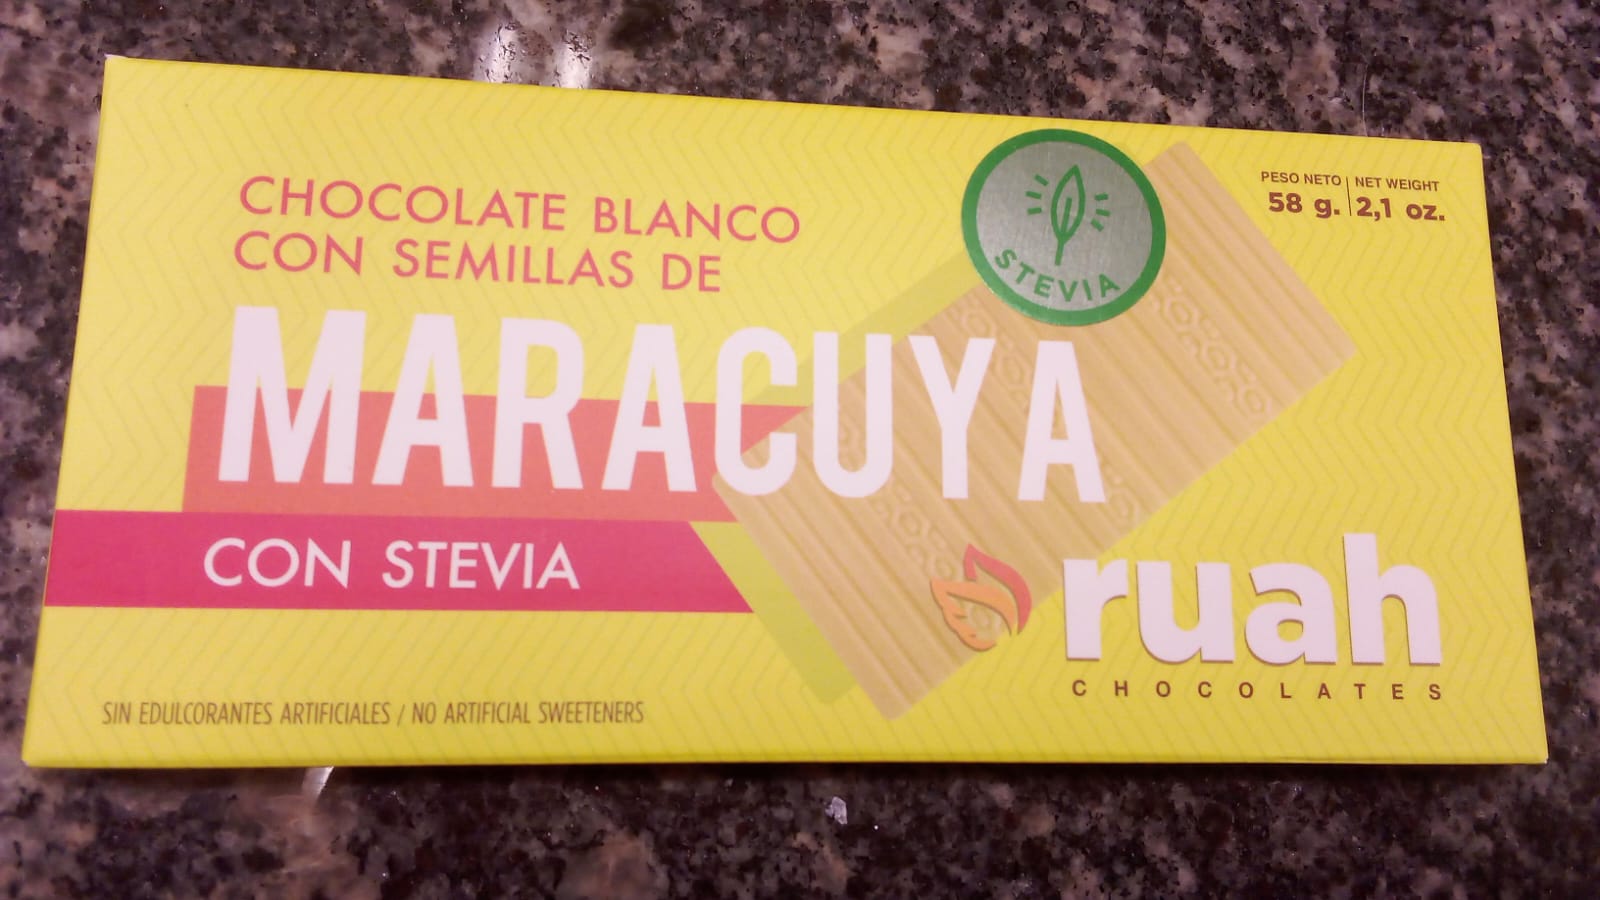 CHOCOLATE BLANCO
CON SEMILLAS DE
MARACUYA
CON STEVIA
STEVIA
PESO NETO | NET WEIGHT
58 g. | 2,1 oz.
ruah
CHOCOLATES
SIN EDULCORANTES ARTIFICIALES / NO ARTIFICIAL SWEETENERS